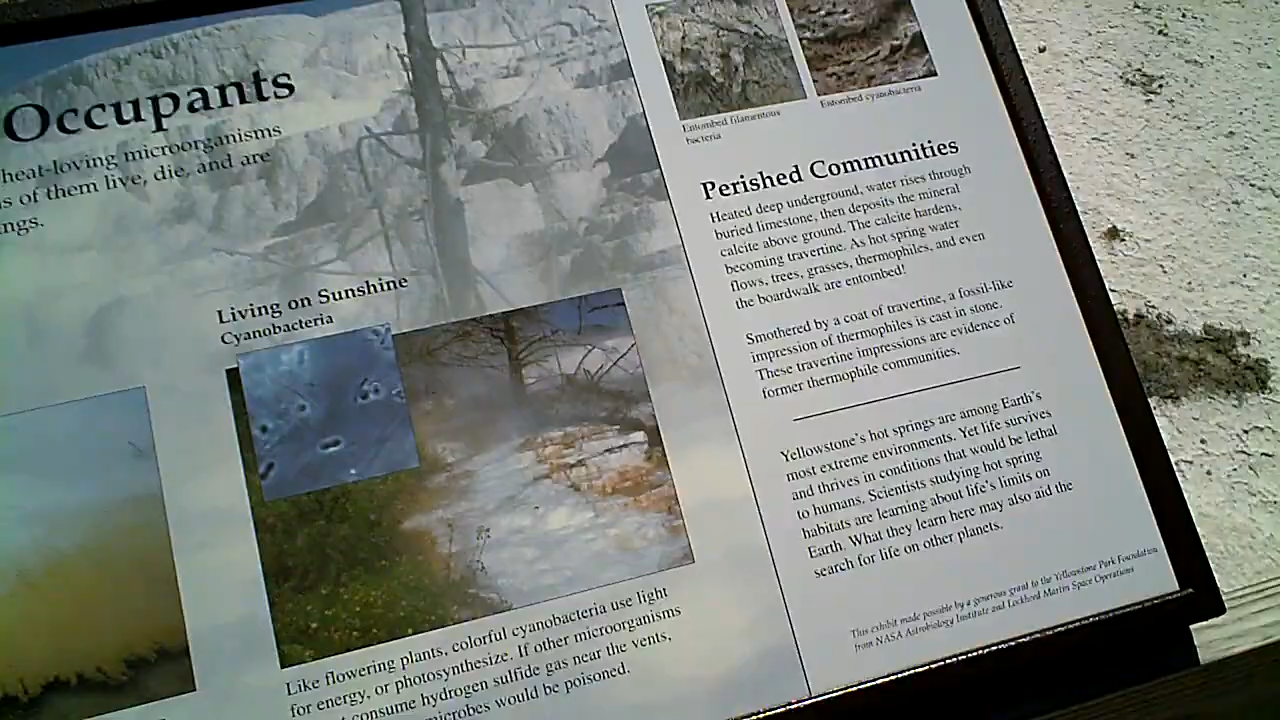 Occupants
heat-loving microorganisms
of them live, die, and are
Living on Sunshine
Cyanobacteria
Like flowering plants, colorful cyanobacteria use light
for energy, or photosynthesize. If other microorganisms
consume hydrogen sulfide gas near the vents,
microbes would be poisoned.
Entombed filamentous
bacteria
Entombed cyanobacteria
Perished Communities
Heated deep underground, water rises through
buried limestone, then deposits the mineral
calcite above ground. The calcite hardens,
becoming travertine. As hot spring water
flows, trees, grasses, thermophiles, and even
the boardwalk are entombed!
Smothered by a coat of travertine, a fossil-like
impression of thermophiles is cast in stone.
These travertine impressions are evidence of
former thermophile communities.
Yellowstone's hot springs are among Earth's
most extreme environments. Yet life survives
and thrives in conditions that would be lethal
to humans. Scientists studying hot spring
habitats are learning about life's limits on
Earth. What they learn here may also aid the
search for life on other planets.
This exhibit made possible by a generous grant to the Yellowstone Park Foundation
from NASA Astrobiology Institute and Lockheed Martin Space Operations